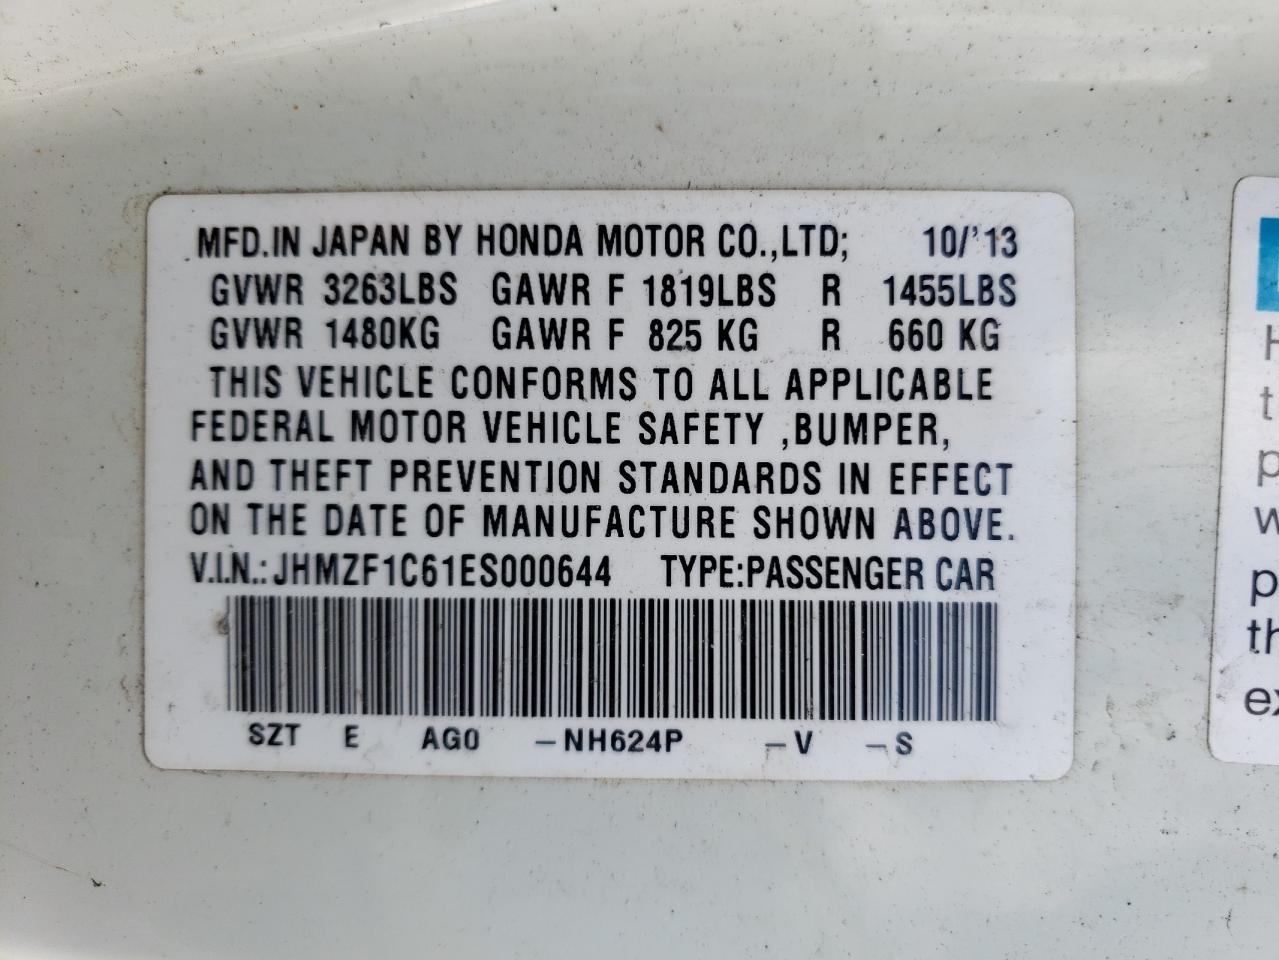 MFD.IN JAPAN BY HONDA MOTOR CO.,LTD; 10/'13
GVWR 3263LBS GAWR F 1819LBS R 1455LBS
GVWR 1480KG GAWR F 825 KG R 660 KG
THIS VEHICLE CONFORMS TO ALL APPLICABLE
FEDERAL MOTOR VEHICLE SAFETY ,BUMPER,
AND THEFT PREVENTION STANDARDS IN EFFECT
ON THE DATE OF MANUFACTURE SHOWN ABOVE.
V.I.N.:JHMZF1C61ES000644 TYPE:PASSENGER CAR
SZT E AG0 –NH624P –V –S